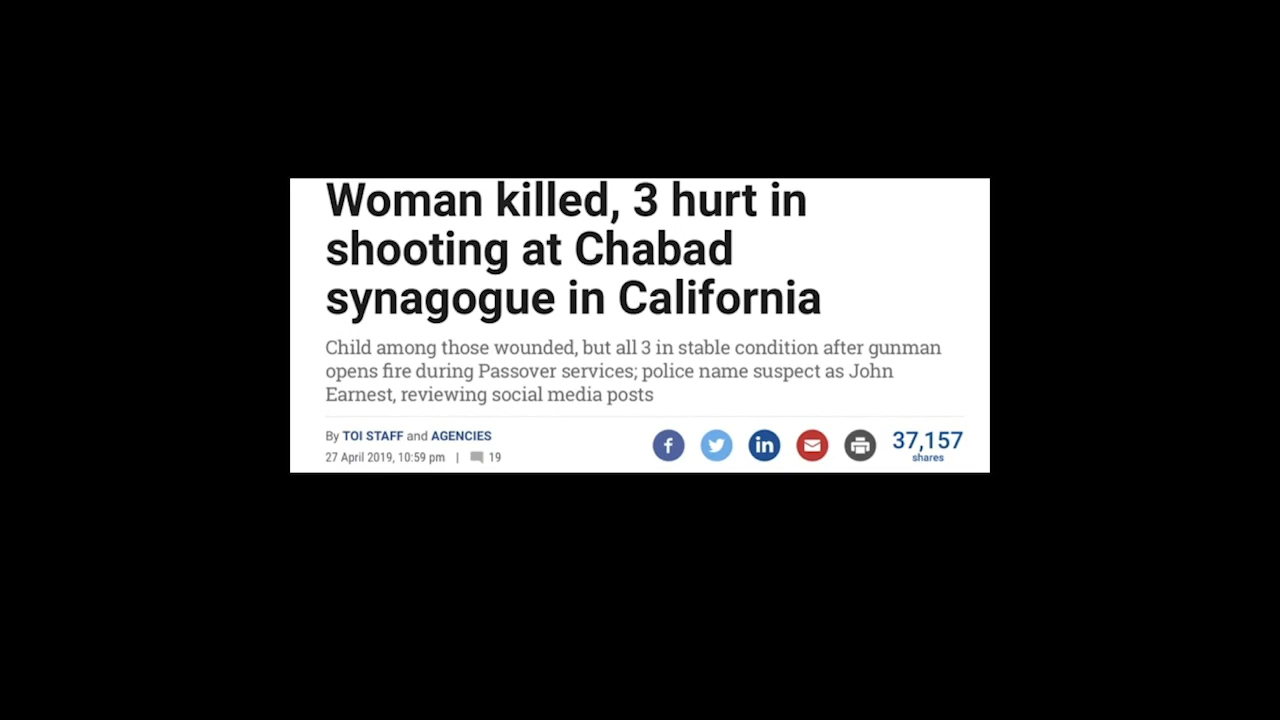 Woman killed, 3 hurt in
shooting at Chabad
synagogue in California
Child among those wounded, but all 3 in stable condition after gunman
opens fire during Passover services; police name suspect as John
Earnest, reviewing social media posts
By TOI STAFF and AGENCIES
27 April 2019, 10:59 pm | 19
f in 37,157
shares